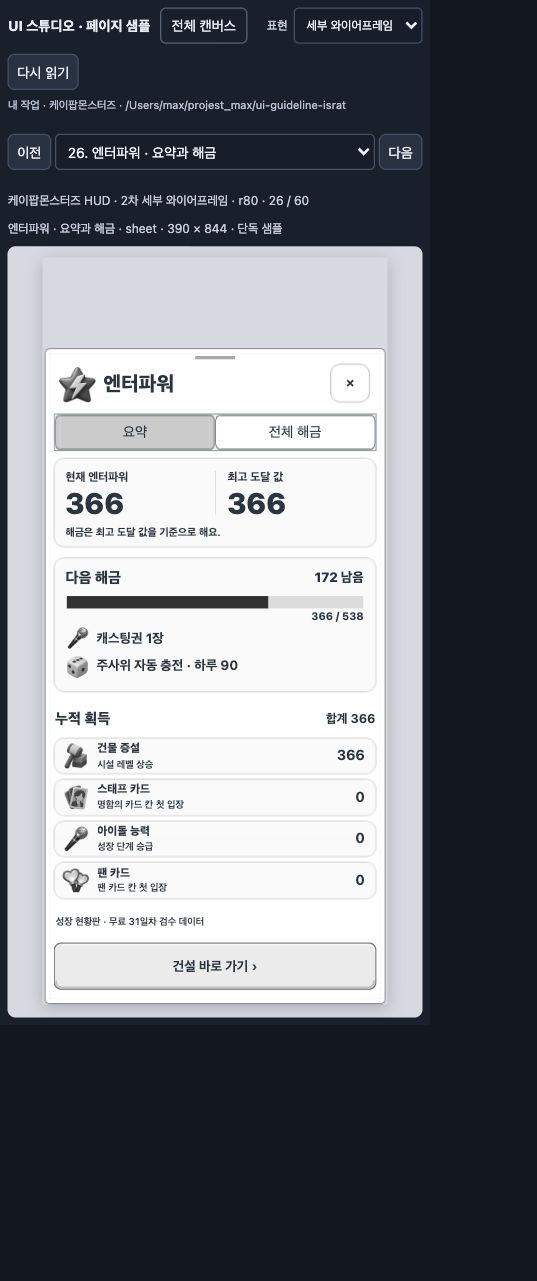 UI 스튜디오 · 페이지 샘플 전체 캔버스 표현 세부 와이어프레임
다시 읽기
내 작업 · 케이팝몬스터즈 · /Users/max/projest_max/ui-guideline-israt
이전 26. 엔터파워 · 요약과 해금 다음
케이팝몬스터즈 HUD · 2차 세부 와이어프레임 · r80 · 26 / 60
엔터파워 · 요약과 해금 · sheet · 390 × 844 · 단독 샘플
엔터파워 ×
요약 전체 해금
현재 엔터파워 최고 도달 값
366 366
해금은 최고 도달 값을 기준으로 해요.
다음 해금 172 남음
366 / 538
캐스팅권 1장
주사위 자동 충전 · 하루 90
누적 획득 합계 366
건물 증설
시설 레벨 상승
366
스태프 카드
명함의 카드 칸 첫 입장
0
아이돌 능력
성장 단계 승급
0
팬 카드
팬 카드 칸 첫 입장
0
성장 현황판 · 무료 31일차 검수 데이터
건설 바로 가기 ›